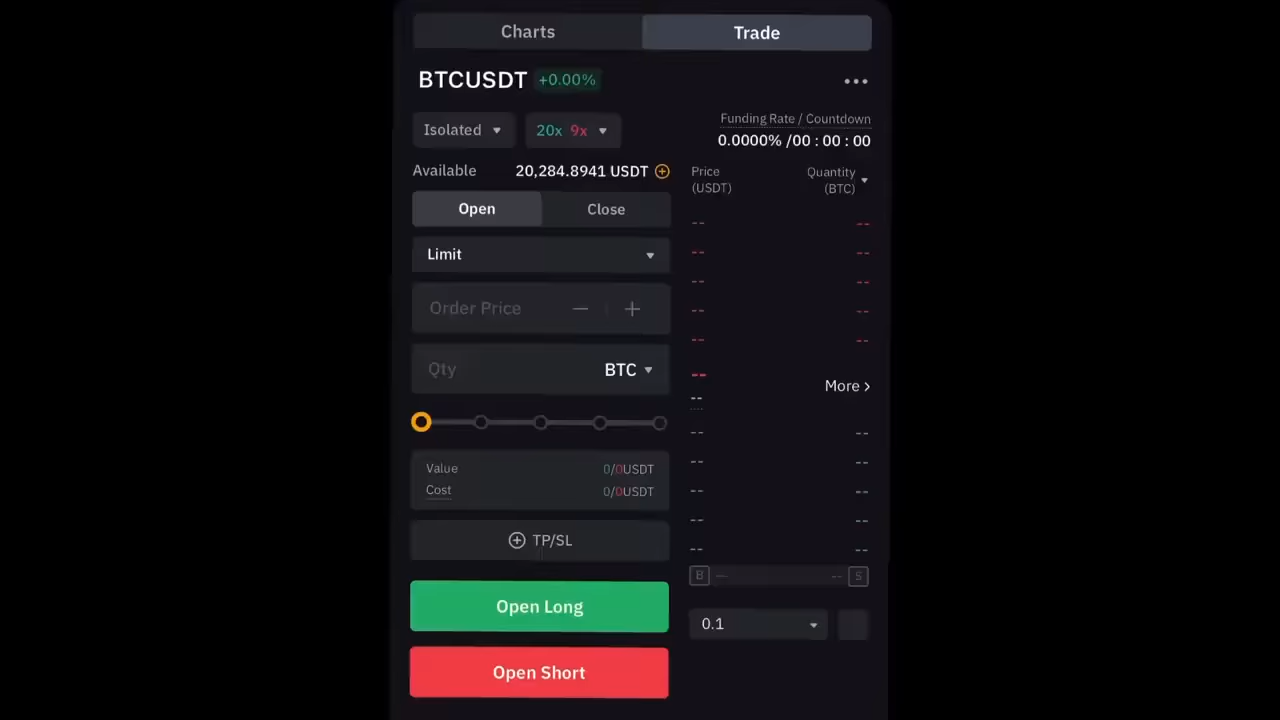 Charts Trade
BTCUSDT +0.00%
Isolated 20x 9x
Funding Rate / Countdown
0.0000% /00 : 00 : 00
Available 20,284.8941 USDT
Price Quantity
(USDT) (BTC)
Open Close
-- --
Limit
-- --
-- --
Order Price
-- --
-- --
Qty BTC
--
More >
--
-- --
Value 0/0USDT
-- --
Cost 0/0USDT
-- --
-- --
TP/SL
-- --
B -- -- S
Open Long
0.1
Open Short